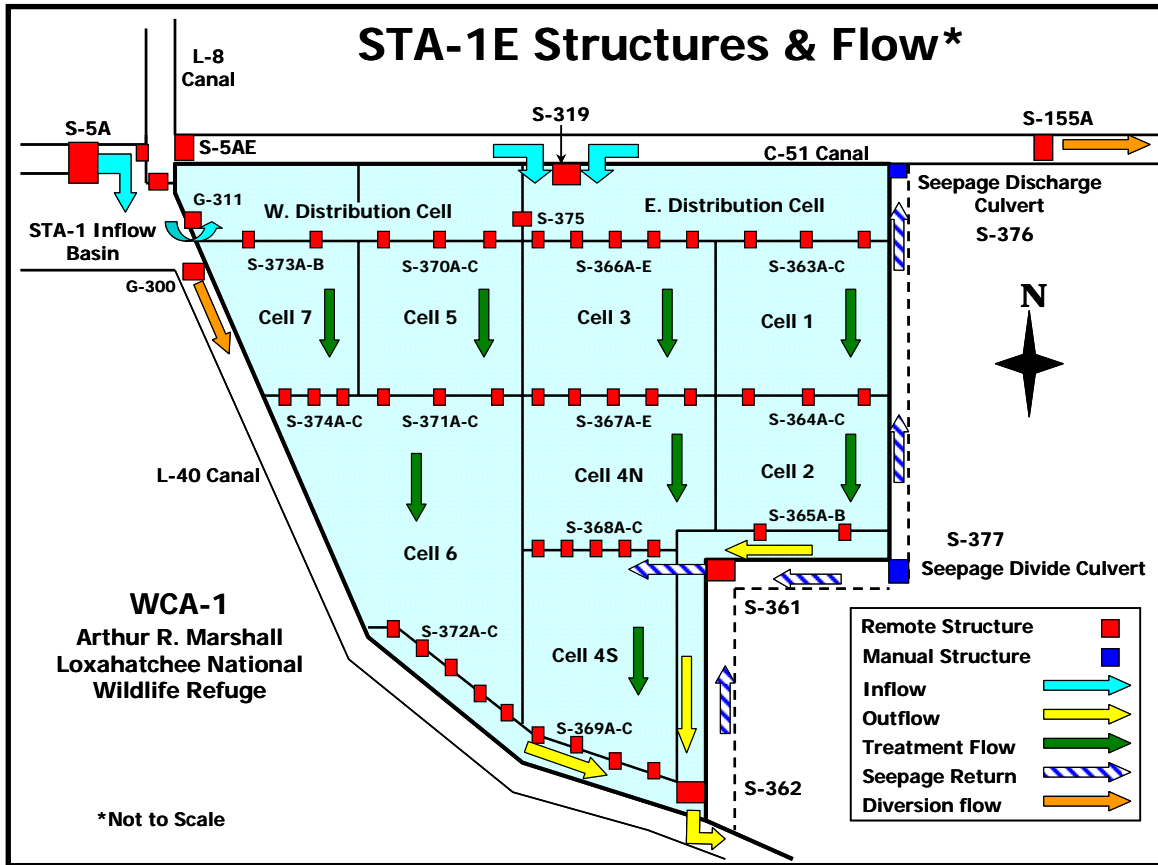 STA-1E Structures & Flow*
L-8
Canal
S-5A
S-5AE
S-319
S-155A
C-51 Canal
G-311
W. Distribution Cell
S-375
E. Distribution Cell
Seepage Discharge
Culvert
S-376
STA-1 Inflow
Basin
S-373A-B
S-370A-C
S-366A-E
S-363A-C
G-300
N
Cell 7
Cell 5
Cell 3
Cell 1
S-374A-C
S-371A-C
S-367A-E
S-364A-C
L-40 Canal
Cell 4N
Cell 2
S-365A-B
S-368A-C
Cell 6
S-377
Seepage Divide Culvert
WCA-1
Arthur R. Marshall
Loxahatchee National
Wildlife Refuge
S-361
S-372A-C
Cell 4S
S-369A-C
S-362
*Not to Scale
Remote Structure
Manual Structure
Inflow
Outflow
Treatment Flow
Seepage Return
Diversion flow